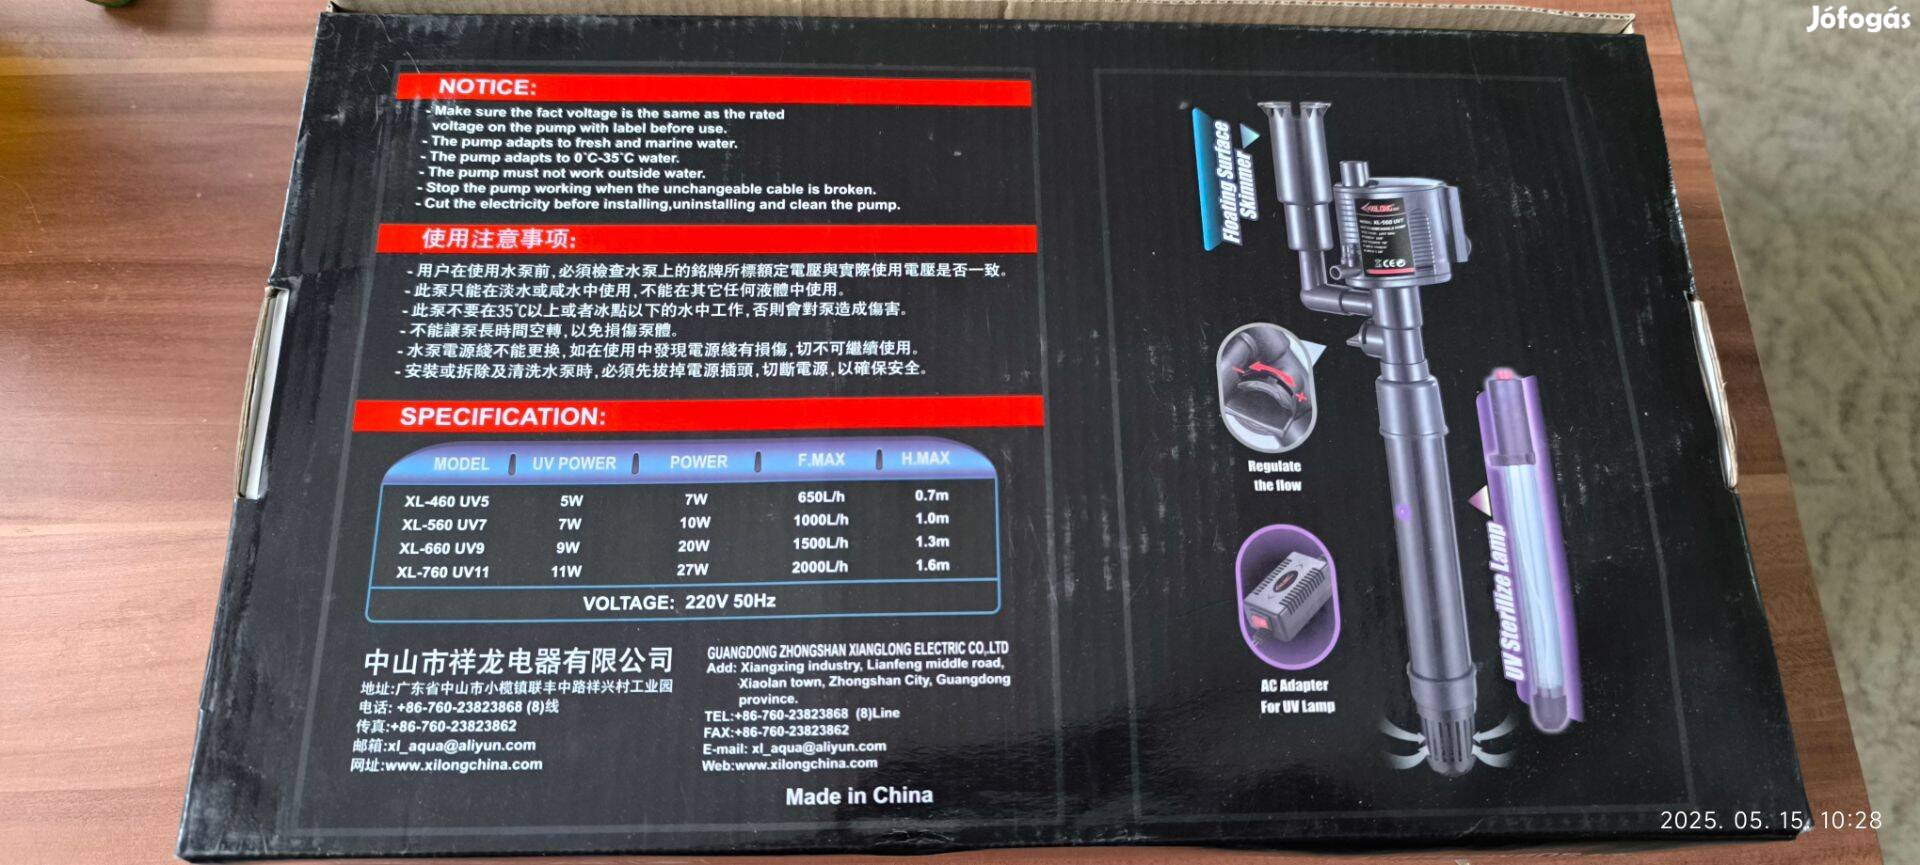 Jófogás
NOTICE:
- Make sure the fact voltage is the same as the rated
voltage on the pump with label before use.
- The pump adapts to fresh and marine water.
- The pump adapts to 0°C-35°C water.
- The pump must not work outside water.
- Stop the pump working when the unchangeable cable is broken.
- Cut the electricity before installing,uninstalling and clean the pump.
使用注意事项:
- 用户在使用水泵前,必須檢查水泵上的銘牌所標額定電壓與實際使用電壓是否一致。
- 此泵只能在淡水或咸水中使用,不能在其它任何液體中使用。
- 此泵不要在35℃以上或者冰點以下的水中工作,否則會對泵造成傷害。
- 不能讓泵長時間空轉,以免損傷泵體。
- 水泵電源綫不能更换,如在使用中發現電源綫有損傷,切不可繼續使用。
- 安裝或拆除及清洗水泵時,必須先拔掉電源插頭,切斷電源,以確保安全。
SPECIFICATION:
MODEL UV POWER POWER F.MAX H.MAX
XL-460 UV5 5W 7W 650L/h 0.7m
XL-560 UV7 7W 10W 1000L/h 1.0m
XL-660 UV9 9W 20W 1500L/h 1.3m
XL-760 UV11 11W 27W 2000L/h 1.6m
VOLTAGE: 220V 50Hz
中山市祥龙电器有限公司
地址:广东省中山市小榄镇联丰中路祥兴村工业园
电话: +86-760-23823868 (8)线
传真:+86-760-23823862
邮箱:xl_aqua@aliyun.com
网址:www.xilongchina.com
GUANGDONG ZHONGSHAN XIANGLONG ELECTRIC CO,.LTD
Add: Xiangxing industry, Lianfeng middle road,
Xiaolan town, Zhongshan City, Guangdong
province.
TEL:+86-760-23823868 (8)Line
FAX:+86-760-23823862
E-mail: xl_aqua@aliyun.com
Web:www.xilongchina.com
Made in China
Floating Surface
Skimmer
Regulate
the flow
AC Adapter
For UV Lamp
UV Sterilize Lamp
2025. 05. 15. 10:28